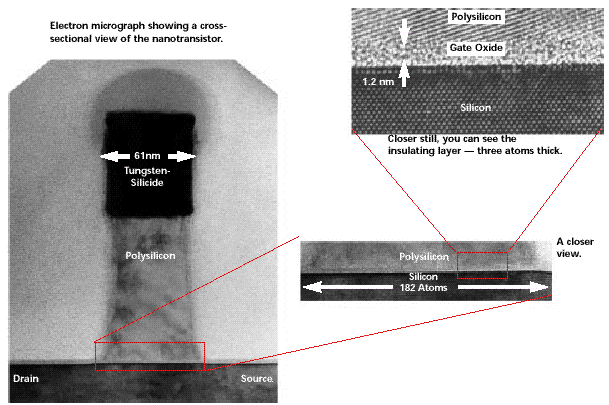 Electron micrograph showing a cross-
sectional view of the nanotransistor.
61nm
Tungsten-
Silicide
Polysilicon
Drain
Source
Polysilicon
Gate Oxide
1.2 nm
Silicon
Closer still, you can see the
insulating layer — three atoms thick.
A closer
view.
Polysilicon
Silicon
182 Atoms